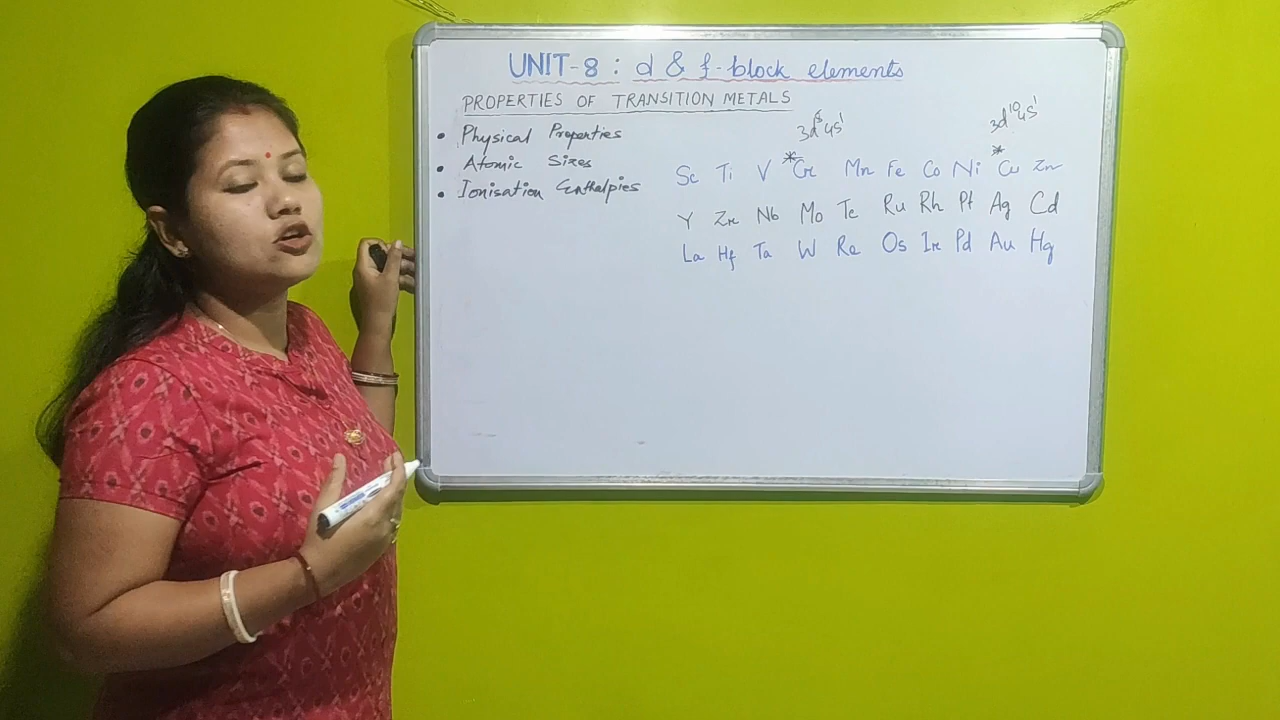 UNIT-8 : d & f-block elements
PROPERTIES OF TRANSITION METALS
• Physical Properties
• Atomic Sizes
• Ionisation Enthalpies
3d⁵4s¹ 3d¹⁰4s¹
Sc Ti V *Cr Mn Fe Co Ni *Cu Zn
Y Zr Nb Mo Tc Ru Rh Pt Ag Cd
La Hf Ta W Re Os Ir Pd Au Hg